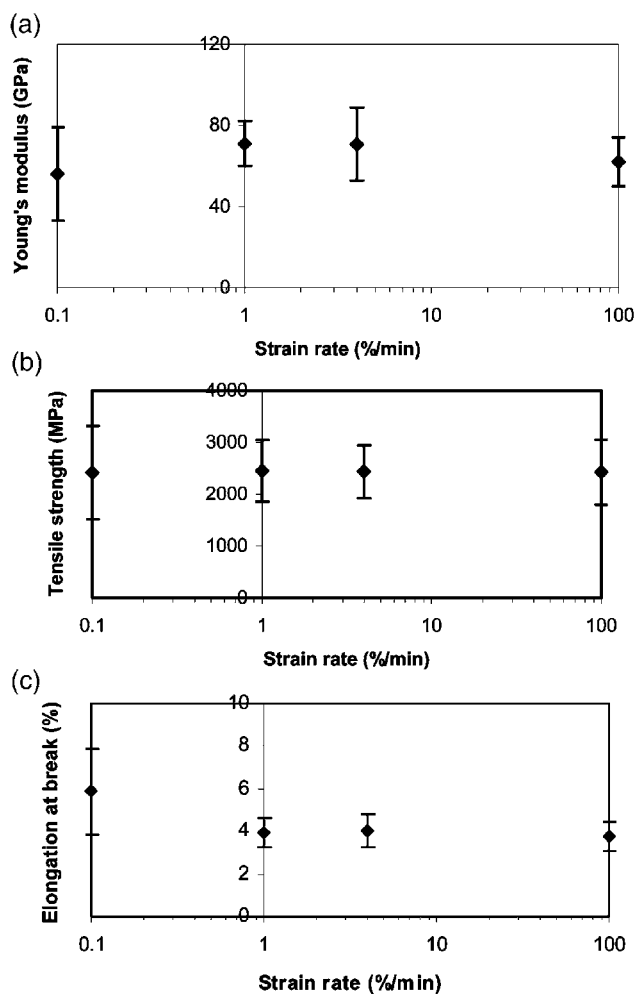 (a)
Young's modulus (GPa)
120
80
40
0
0.1 1 10 100
Strain rate (%/min)
(b)
Tensile strength (MPa)
4000
3000
2000
1000
0
0.1 1 10 100
Strain rate (%/min)
(c)
Elongation at break (%)
10
8
6
4
2
0
0.1 1 10 100
Strain rate (%/min)